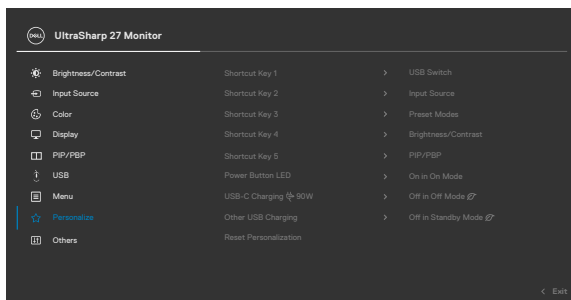 DELL UltraSharp 27 Monitor
Brightness/Contrast Shortcut Key 1 > USB Switch
Input Source Shortcut Key 2 > Input Source
Color Shortcut Key 3 > Preset Modes
Display Shortcut Key 4 > Brightness/Contrast
PIP/PBP Shortcut Key 5 > PIP/PBP
USB Power Button LED > On in On Mode
Menu USB-C Charging 90W > Off in Off Mode
Personalize Other USB Charging > Off in Standby Mode
Others Reset Personalization
< Exit